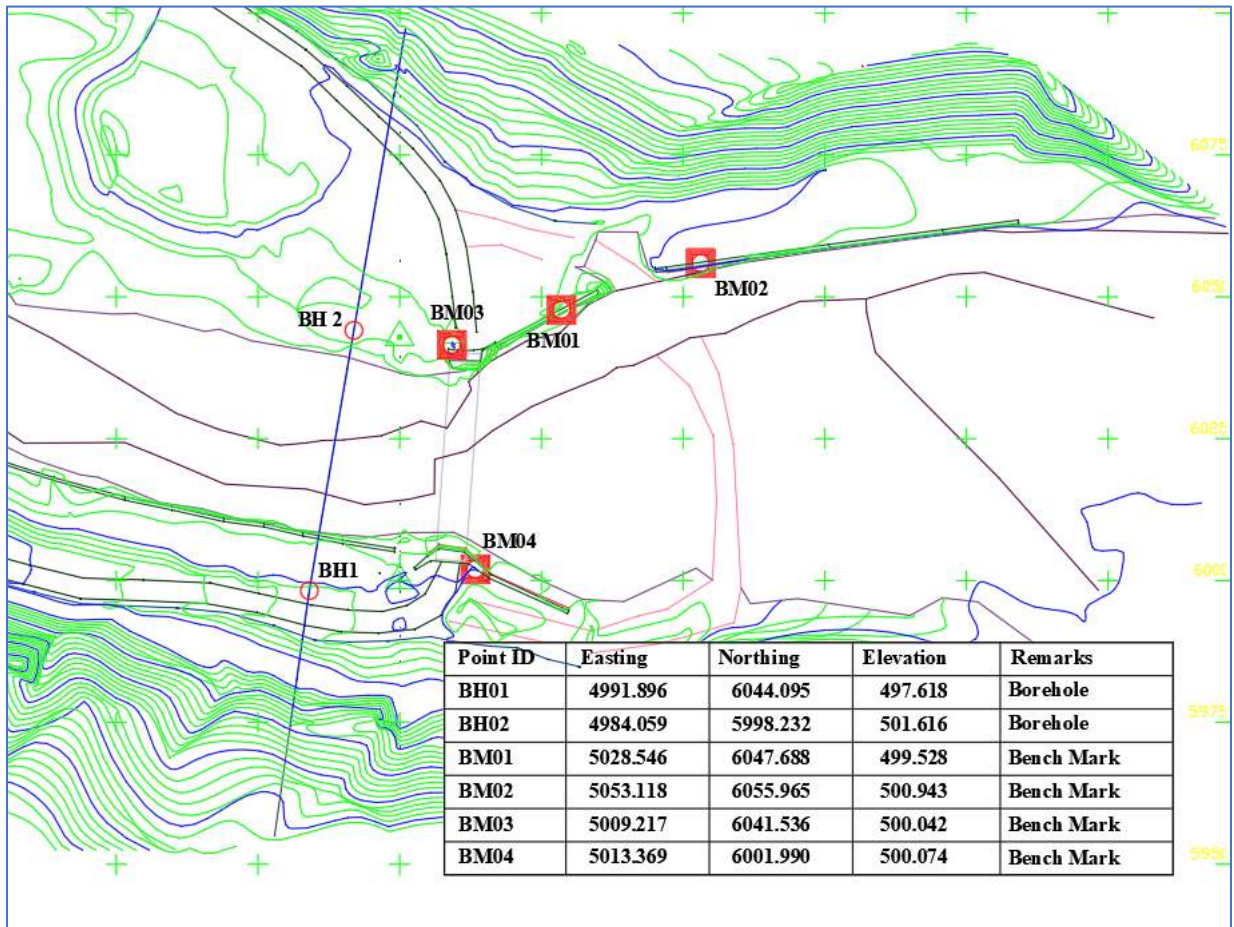 6075
BM02
BM03
BH 2
BM01
6050
6025
BM04
BH1
6000
Point ID Easting Northing Elevation Remarks
BH01 4991.896 6044.095 497.618 Borehole
BH02 4984.059 5998.232 501.616 Borehole
5975
BM01 5028.546 6047.688 499.528 Bench Mark
BM02 5053.118 6055.965 500.943 Bench Mark
BM03 5009.217 6041.536 500.042 Bench Mark
5950
BM04 5013.369 6001.990 500.074 Bench Mark